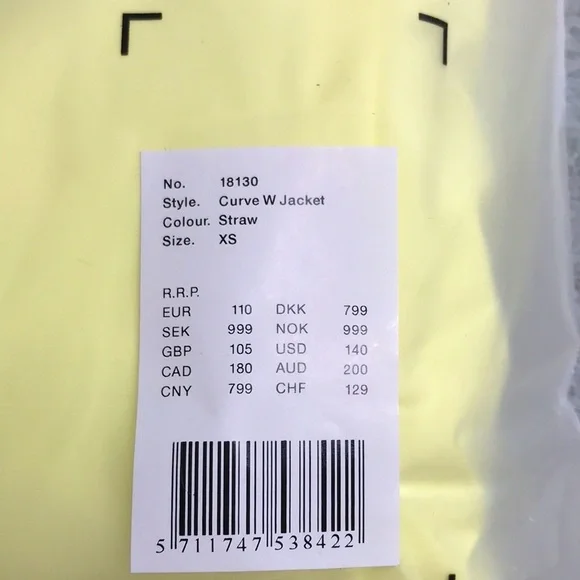 No. 18130
Style. Curve W Jacket
Colour. Straw
Size. XS
R.R.P.
EUR 110 DKK 799
SEK 999 NOK 999
GBP 105 USD 140
CAD 180 AUD 200
CNY 799 CHF 129
5 711747 538422